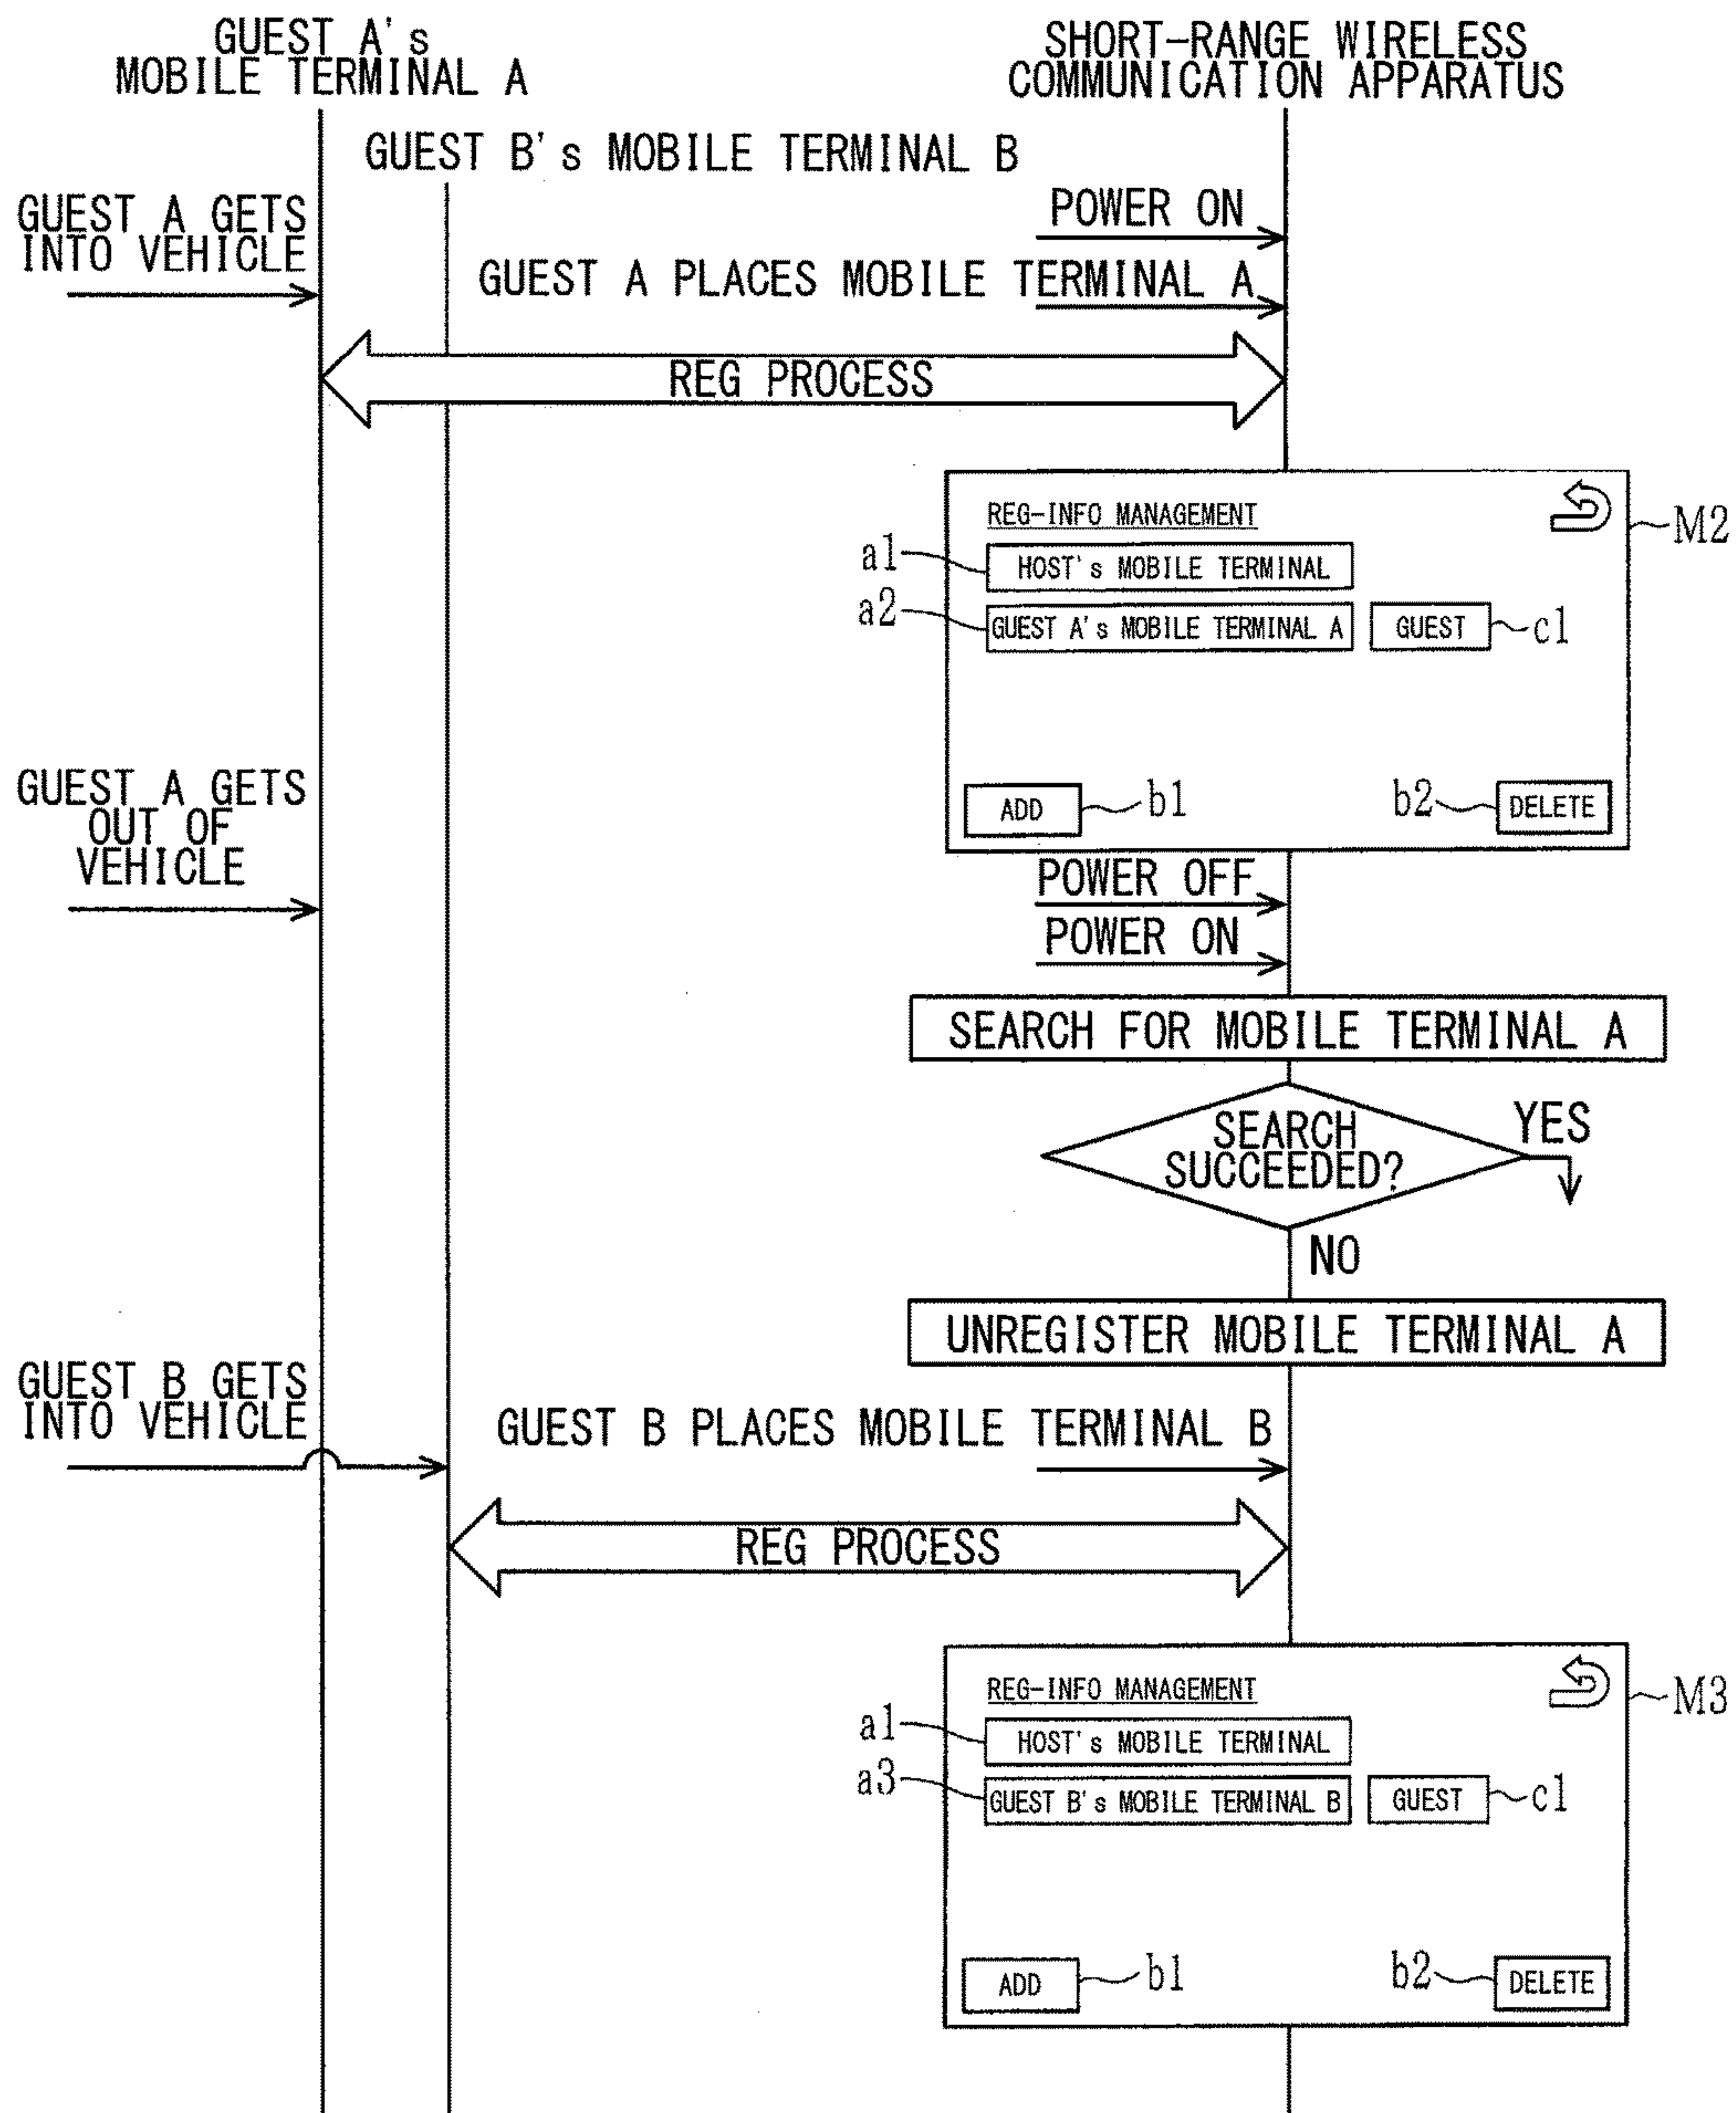 GUEST A's
MOBILE TERMINAL A
SHORT-RANGE WIRELESS
COMMUNICATION APPARATUS
GUEST B's MOBILE TERMINAL B
GUEST A GETS
INTO VEHICLE
POWER ON
GUEST A PLACES MOBILE TERMINAL A
REG PROCESS
REG-INFO MANAGEMENT
M2
a1
HOST's MOBILE TERMINAL
a2
GUEST A's MOBILE TERMINAL A
GUEST
c1
GUEST A GETS
OUT OF
VEHICLE
ADD
b1
b2
DELETE
POWER OFF
POWER ON
SEARCH FOR MOBILE TERMINAL A
SEARCH
SUCCEEDED?
YES
NO
UNREGISTER MOBILE TERMINAL A
GUEST B GETS
INTO VEHICLE
GUEST B PLACES MOBILE TERMINAL B
REG PROCESS
REG-INFO MANAGEMENT
M3
a1
HOST's MOBILE TERMINAL
a3
GUEST B's MOBILE TERMINAL B
GUEST
c1
ADD
b1
b2
DELETE